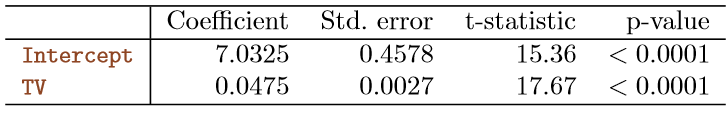 Coefficient Std. error t-statistic p-value
Intercept 7.0325 0.4578 15.36 < 0.0001
TV 0.0475 0.0027 17.67 < 0.0001